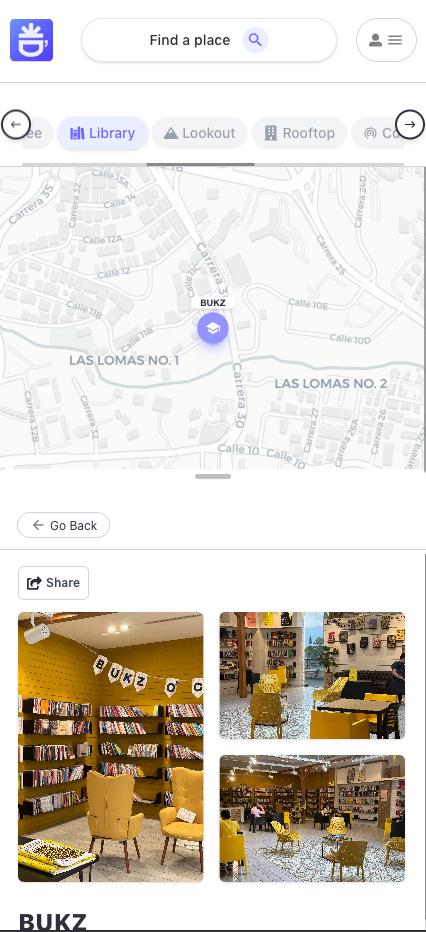 Find a place
ee
Library
Lookout
Rooftop
Co
Carrera 35
Calle 15A
Calle 14
Carrera 32
Carrera 24D
Calle 12A
Carrera 3
Carrera 25
Calle 12
Calle 11C
BUKZ
Calle 10E
Calle 11B
Calle 11B
Calle 10D
LAS LOMAS NO. 1
LAS LOMAS NO. 2
Carrera 30
Carrera 32B
Carrera 32
Carrera 27
Carrera 26A
Carrera 25
Calle 10
Calle 10
Go Back
Share
BUKZ O' D
BUKZ